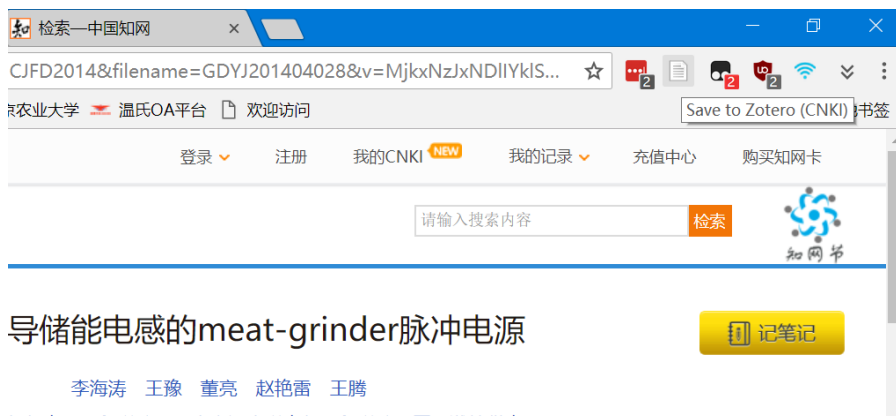 知 检索—中国知网 ×
CJFD2014&filename=GDYJ201404028&v=MjkxNzJxNDlIYklS...
2 2 2
农业大学 温氏OA平台 欢迎访问 书签
Save to Zotero (CNKI)
登录 注册 我的CNKI NEW 我的记录 充值中心 购买知网卡
请输入搜索内容 检索
知网节
导储能电感的meat-grinder脉冲电源
记笔记
李海涛 王豫 董亮 赵艳雷 王腾